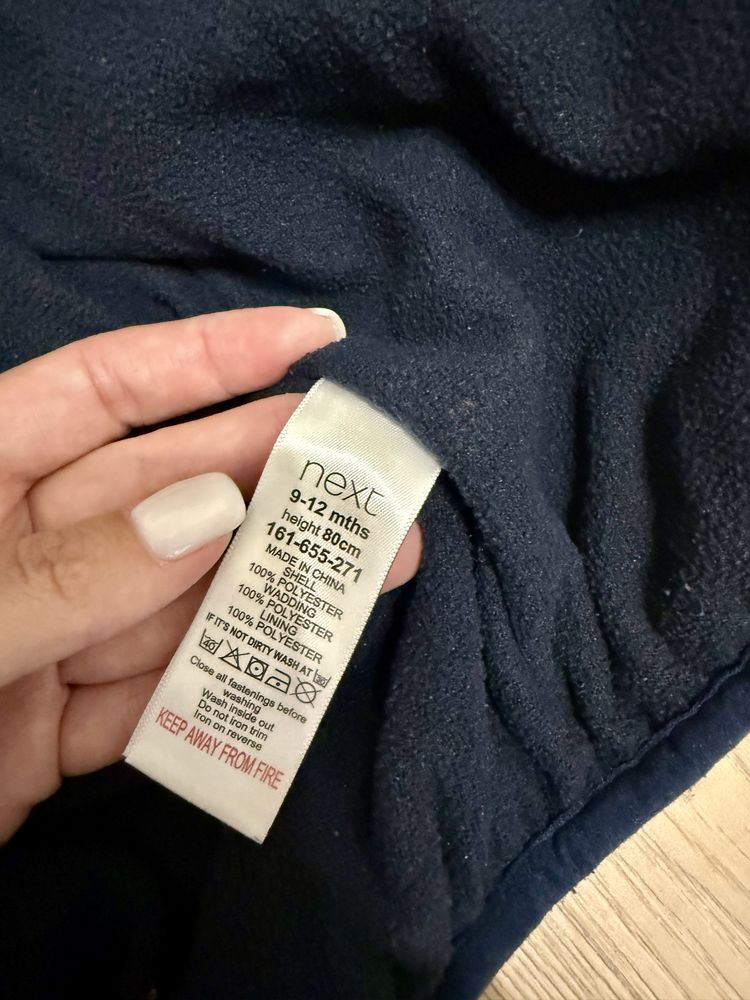 next
9-12 mths
height 80cm
161-655-271
MADE IN CHINA
SHELL
100% POLYESTER
WADDING
100% POLYESTER
LINING
100% POLYESTER
IF IT'S NOT DIRTY WASH AT 30
40
Close all fastenings before
washing
Wash inside out
Do not iron trim
Iron on reverse
KEEP AWAY FROM FIRE